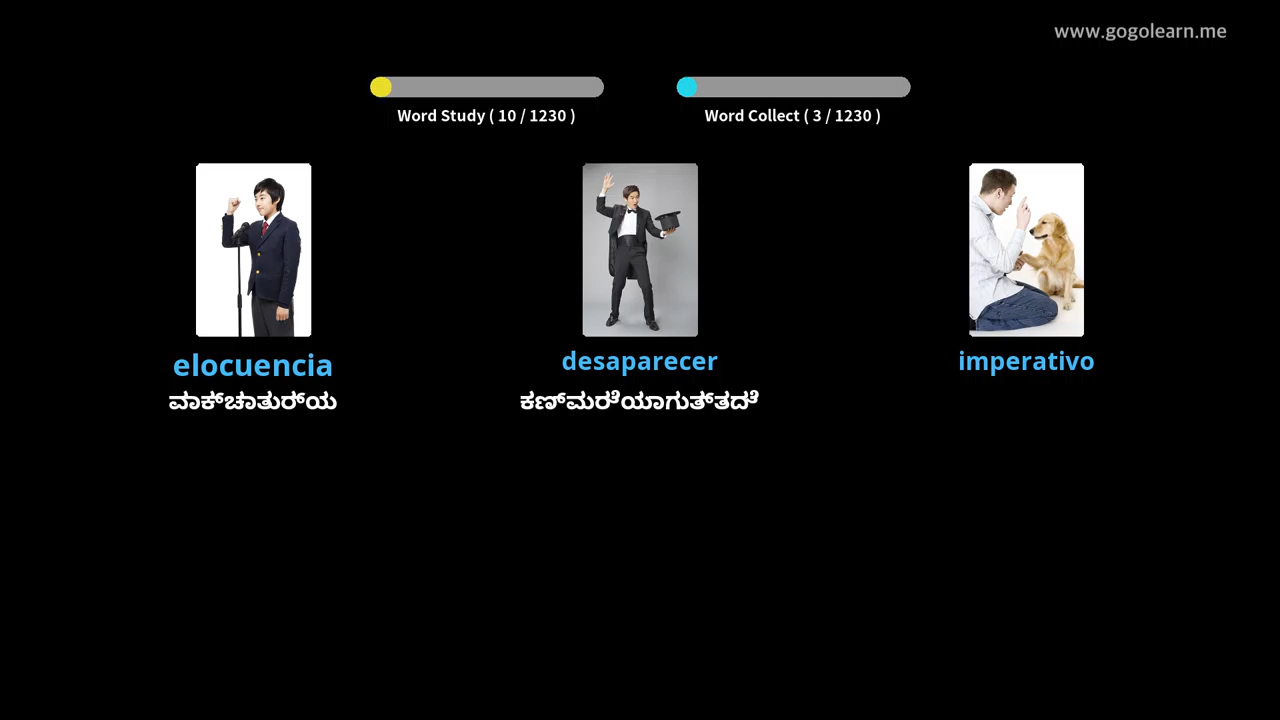 www.gogolearn.me
Word Study ( 10 / 1230 )
Word Collect ( 3 / 1230 )
elocuencia
desaparecer
imperativo
ವಾಕ್ಚಾತುರ್ಯ
ಕಣ್ಮರೆಯಾಗುತ್ತದೆ